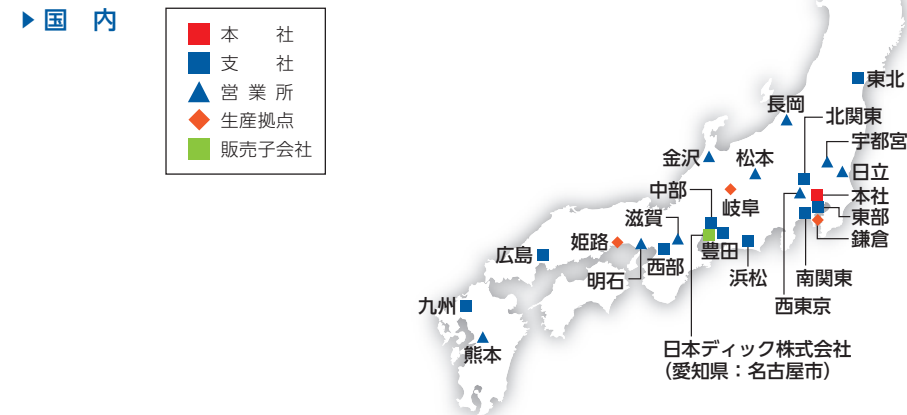 国 内
本 社
支 社
営 業 所
生産拠点
販売子会社
東北
長岡
北関東
宇都宮
金沢
松本
日立
中部
本社
岐阜
東部
滋賀
鎌倉
姫路
豊田
広島
西部
浜松
南関東
明石
西東京
九州
熊本
日本ディック株式会社
（愛知県：名古屋市）